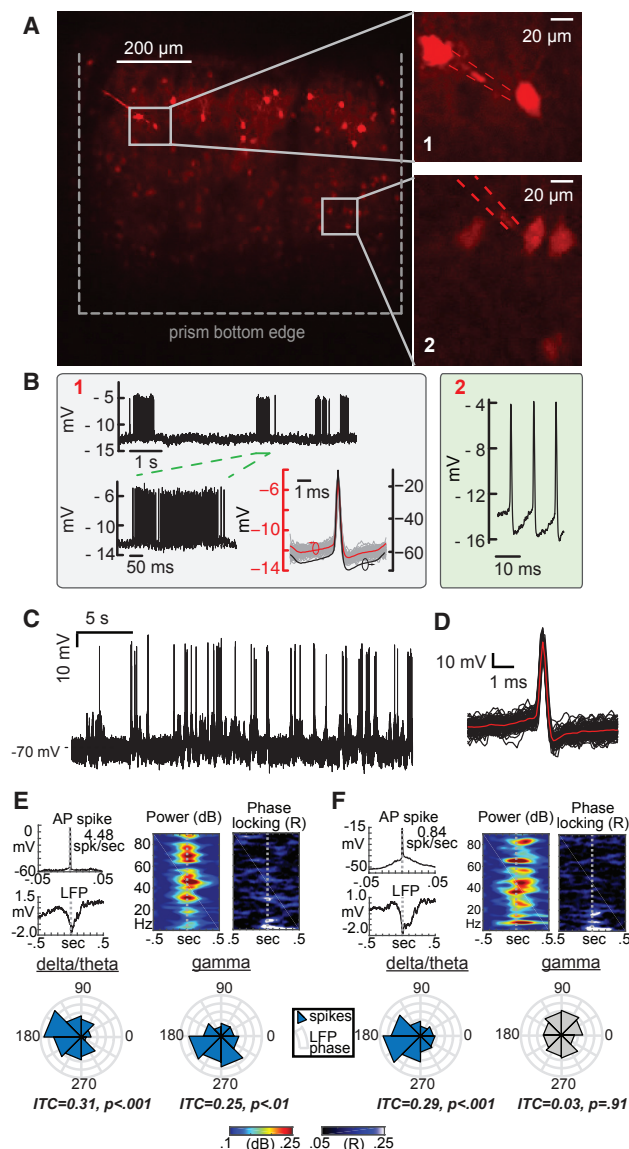 A
200 µm
20 µm
1
20 µm
2
prism bottom edge
B
1
mV
- 5
- 10
- 15
1 s
mV
- 6
- 10
- 14
50 ms
mV
−6
−8
−10
−12
−14
1 ms
−20
−40
−60
2
mV
- 4
- 8
- 12
- 16
10 ms
C
5 s
10 mV
-70 mV
D
10 mV
1 ms
E
AP spike
0
mV
-60
4.48
spk/sec
-.05
.05
LFP
1.5
mV
-2.0
-.5
sec
.5
Power (dB)
80
60
40
20
Hz
-.5
sec
.5
Phase
locking (R)
-.5
sec
.5
delta/theta
90
180
0
270
ITC=0.31, p<.001
gamma
90
180
0
270
ITC=0.25, p<.01
spikes
LFP
phase
F
AP spike
-15
mV
-50
0.84
spk/sec
-.05
.05
LFP
1.0
mV
-2.0
-.5
sec
.5
Power (dB)
80
60
40
20
Hz
-.5
sec
.5
Phase
locking (R)
-.5
sec
.5
delta/theta
90
180
0
270
ITC=0.29, p<.001
gamma
90
180
0
270
ITC=0.03, p=.91
.1
(dB)
.25
.05
(R)
.25